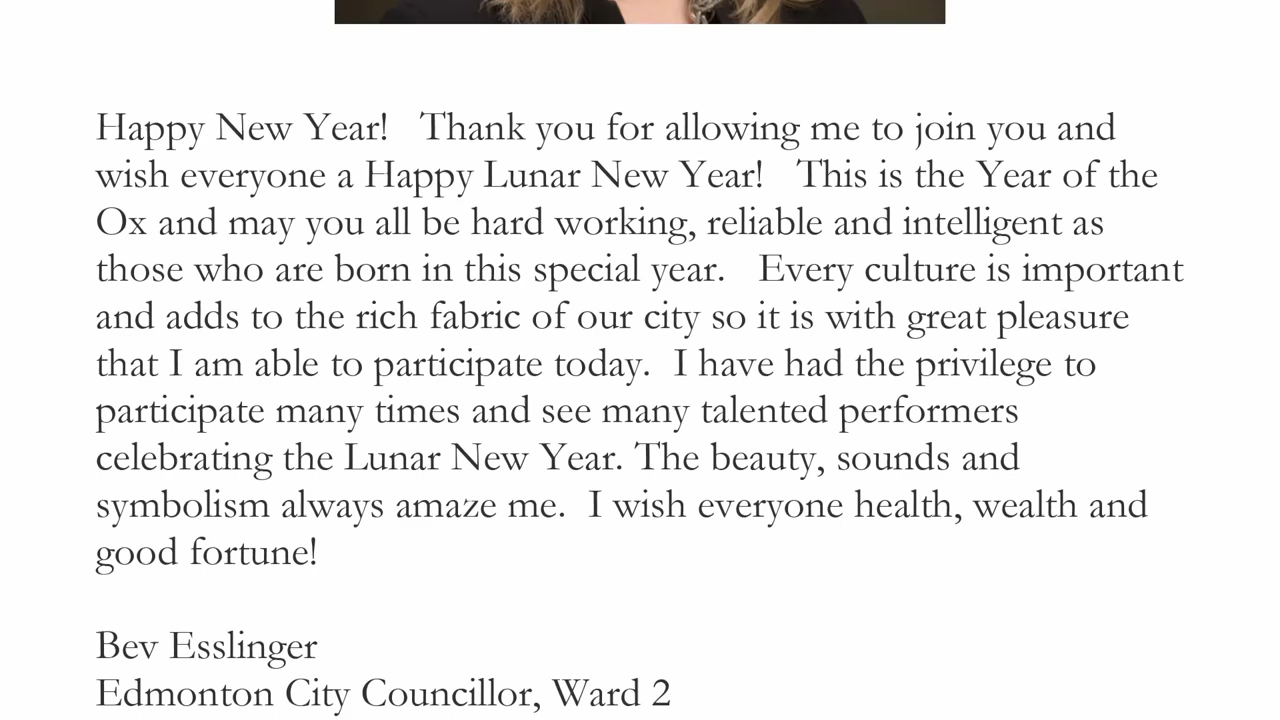 Happy New Year!   Thank you for allowing me to join you and
wish everyone a Happy Lunar New Year!   This is the Year of the
Ox and may you all be hard working, reliable and intelligent as
those who are born in this special year.   Every culture is important
and adds to the rich fabric of our city so it is with great pleasure
that I am able to participate today.  I have had the privilege to
participate many times and see many talented performers
celebrating the Lunar New Year. The beauty, sounds and
symbolism always amaze me.  I wish everyone health, wealth and
good fortune!
Bev Esslinger
Edmonton City Councillor, Ward 2